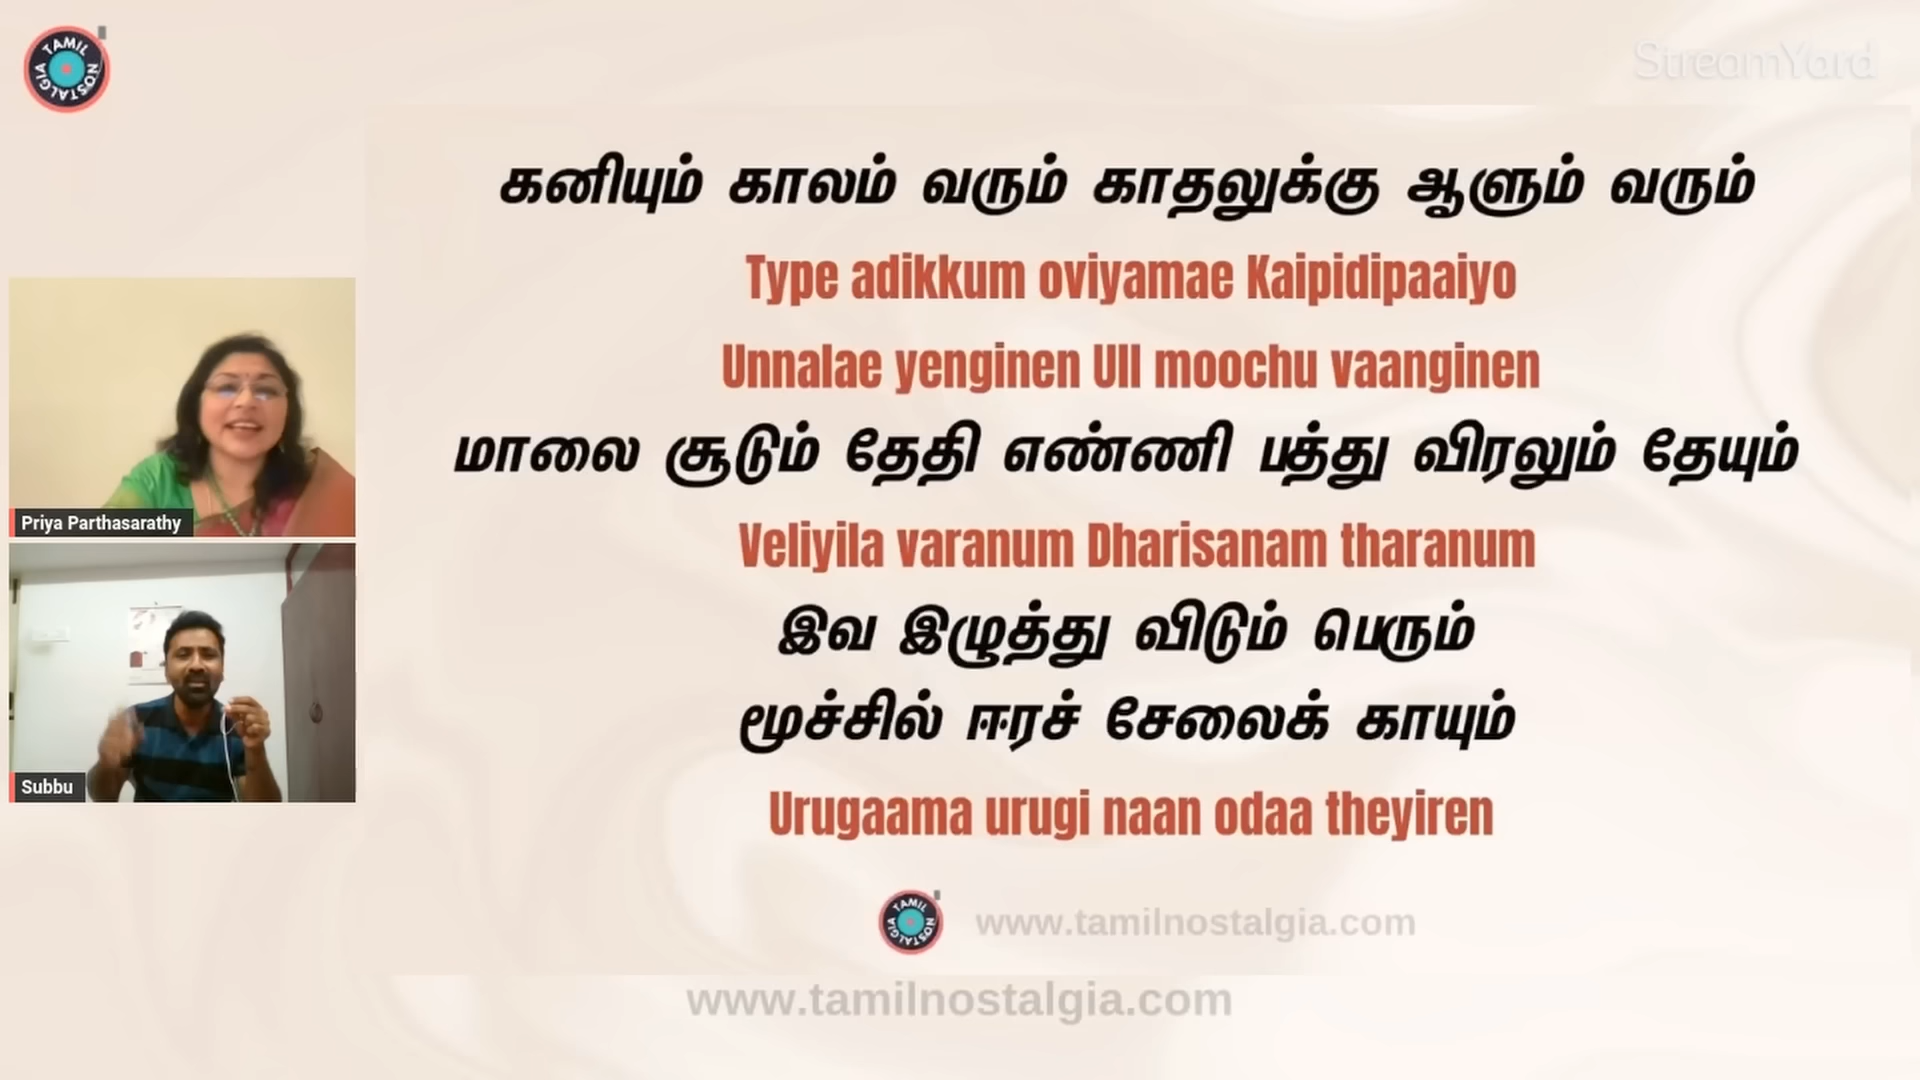 TAMIL NOSTALGIA
StreamYard
கனியும் காலம் வரும் காதலுக்கு ஆளும் வரும்
Type adikkum oviyamae Kaipidipaaiyo
Unnalae yenginen Ull moochu vaanginen
மாலை சூடும் தேதி எண்ணி பத்து விரலும் தேயும்
Veliyila varanum Dharisanam tharanum
இவ இழுத்து விடும் பெரும்
மூச்சில் ஈரச் சேலைக் காயும்
Urugaama urugi naan odaa theyiren
Priya Parthasarathy
Subbu
TAMIL NOSTALGIA
www.tamilnostalgia.com
www.tamilnostalgia.com